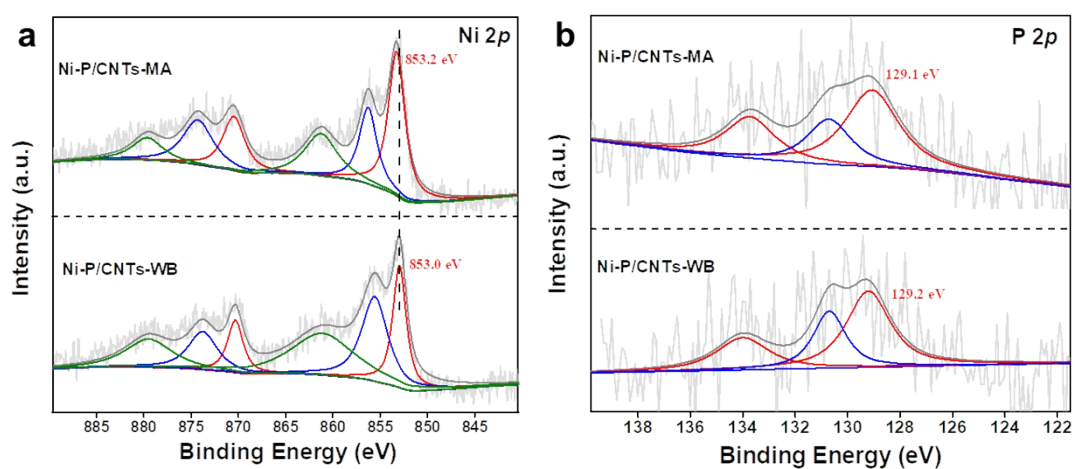 a
Ni 2p
Ni-P/CNTs-MA
853.2 eV
Ni-P/CNTs-WB
853.0 eV
Intensity (a.u.)
885 880 875 870 865 860 855 850 845
Binding Energy (eV)
b
P 2p
Ni-P/CNTs-MA
129.1 eV
Ni-P/CNTs-WB
129.2 eV
Intensity (a.u.)
138 136 134 132 130 128 126 124 122
Binding Energy (eV)